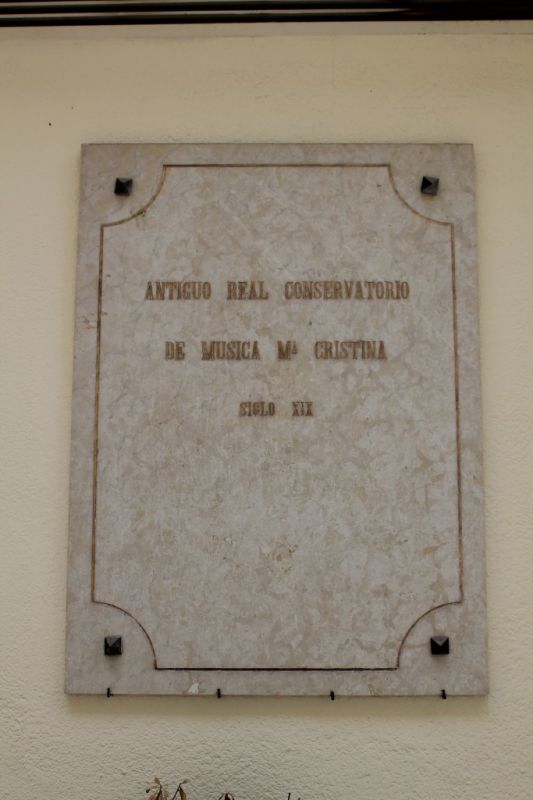 ANTIGUO REAL CONSERVATORIO
DE MUSICA Mª CRISTINA
SIGLO XIX